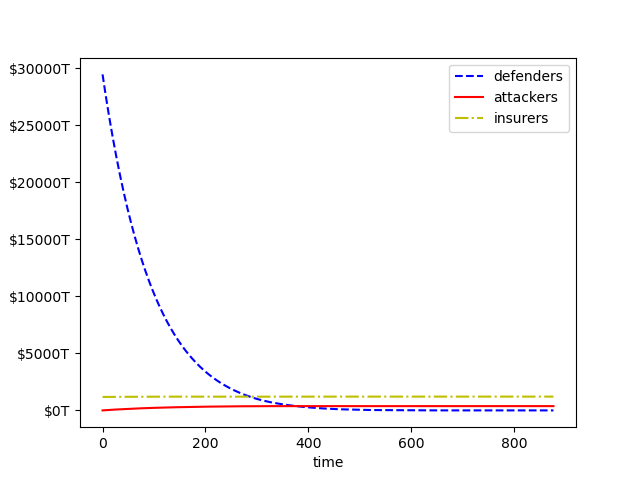 $30000T
$25000T
$20000T
$15000T
$10000T
$5000T
$0T
0
200
400
600
800
time
defenders
attackers
insurers